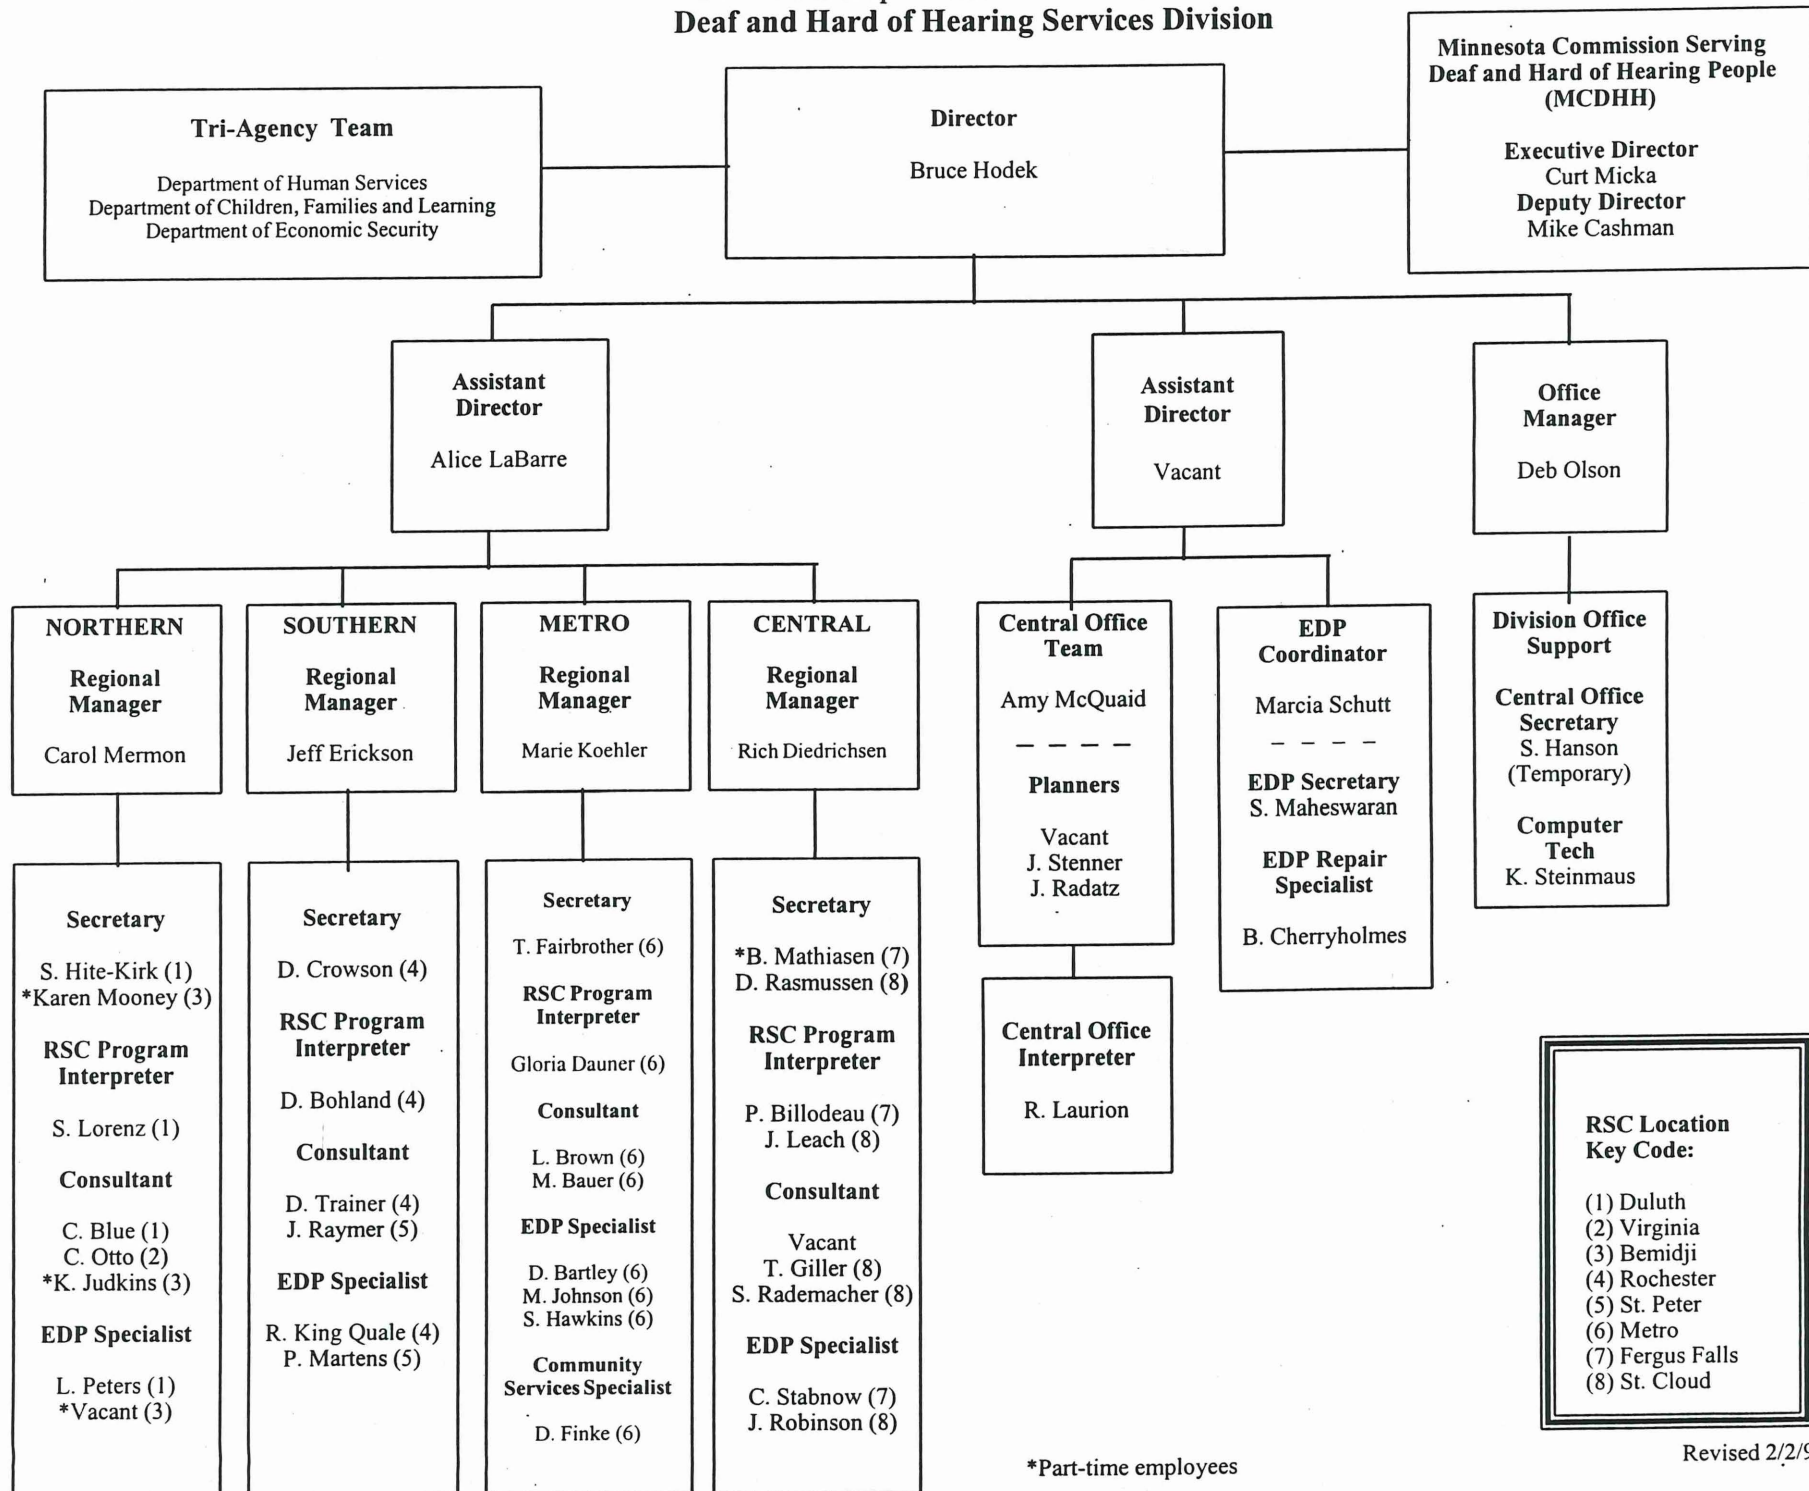 Deaf and Hard of Hearing Services Division
Tri-Agency Team
Department of Human Services
Department of Children, Families and Learning
Department of Economic Security
Director
Bruce Hodek
Minnesota Commission Serving
Deaf and Hard of Hearing People
(MCDHH)
Executive Director
Curt Micka
Deputy Director
Mike Cashman
Assistant
Director
Alice LaBarre
Assistant
Director
Vacant
Office
Manager
Deb Olson
NORTHERN
Regional
Manager
Carol Mermon
SOUTHERN
Regional
Manager
Jeff Erickson
METRO
Regional
Manager
Marie Koehler
CENTRAL
Regional
Manager
Rich Diedrichsen
Central Office
Team
Amy McQuaid
– – – –
Planners
Vacant
J. Stenner
J. Radatz
EDP
Coordinator
Marcia Schutt
– – – –
EDP Secretary
S. Maheswaran
EDP Repair
Specialist
B. Cherryholmes
Division Office
Support
Central Office
Secretary
S. Hanson
(Temporary)
Computer
Tech
K. Steinmaus
Secretary
S. Hite-Kirk (1)
*Karen Mooney (3)
RSC Program
Interpreter
S. Lorenz (1)
Consultant
C. Blue (1)
C. Otto (2)
*K. Judkins (3)
EDP Specialist
L. Peters (1)
*Vacant (3)
Secretary
D. Crowson (4)
RSC Program
Interpreter
D. Bohland (4)
Consultant
D. Trainer (4)
J. Raymer (5)
EDP Specialist
R. King Quale (4)
P. Martens (5)
Secretary
T. Fairbrother (6)
RSC Program
Interpreter
Gloria Dauner (6)
Consultant
L. Brown (6)
M. Bauer (6)
EDP Specialist
D. Bartley (6)
M. Johnson (6)
S. Hawkins (6)
Community
Services Specialist
D. Finke (6)
Secretary
*B. Mathiasen (7)
D. Rasmussen (8)
RSC Program
Interpreter
P. Billodeau (7)
J. Leach (8)
Consultant
Vacant
T. Giller (8)
S. Rademacher (8)
EDP Specialist
C. Stabnow (7)
J. Robinson (8)
Central Office
Interpreter
R. Laurion
RSC Location
Key Code:
(1) Duluth
(2) Virginia
(3) Bemidji
(4) Rochester
(5) St. Peter
(6) Metro
(7) Fergus Falls
(8) St. Cloud
*Part-time employees
Revised 2/2/9